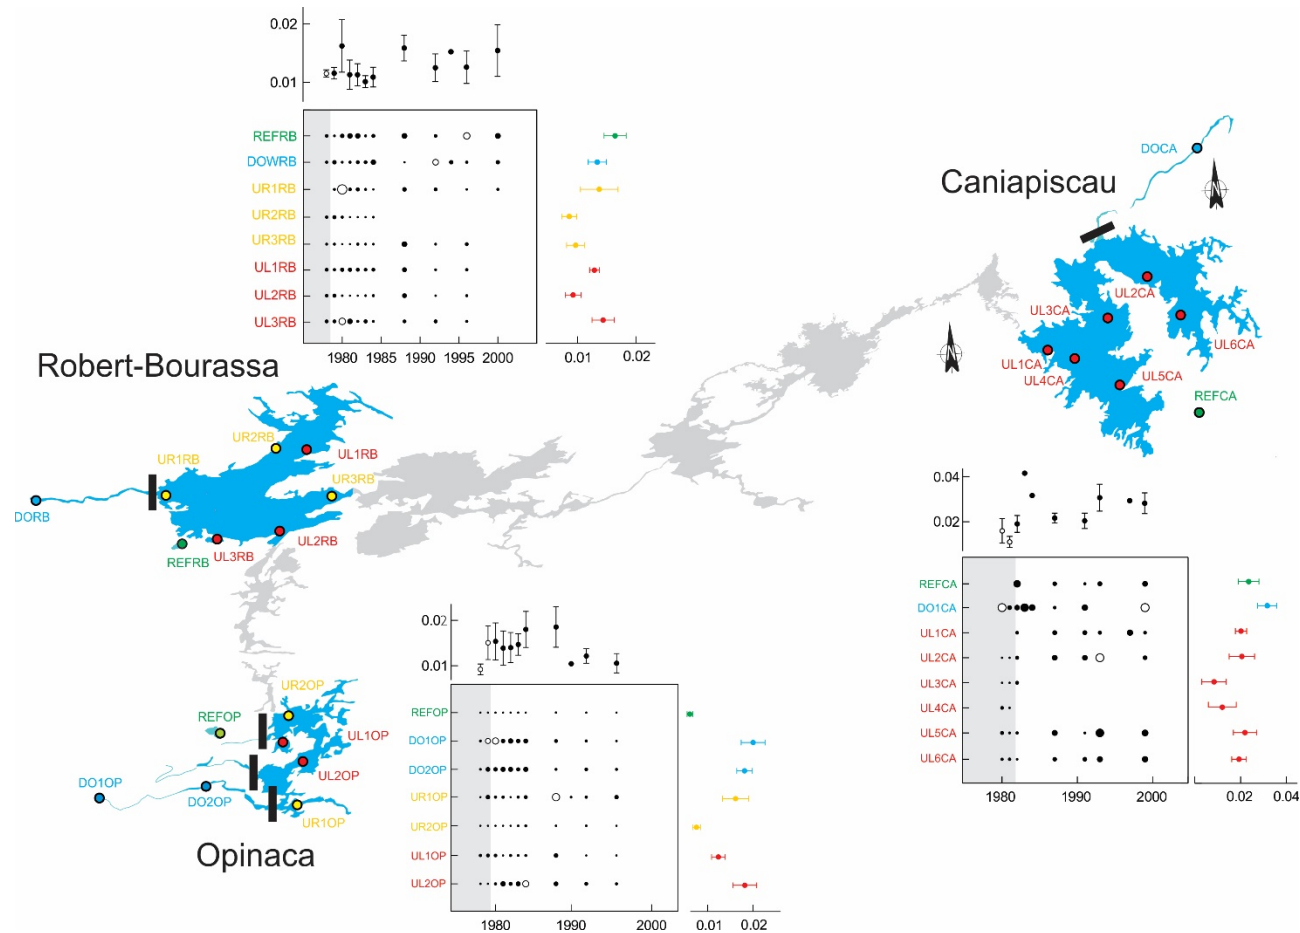 0.02
0.01
REFRB
DOWRB
UR1RB
UR2RB
UR3RB
UL1RB
UL2RB
UL3RB
1980 1985 1990 1995 2000
0.01 0.02
Robert-Bourassa
UR2RB
UL1RB
UR1RB
UR3RB
DORB
UL2RB
UL3RB
REFRB
Caniapiscau
DOCA
N
N
UL2CA
UL3CA
UL6CA
UL1CA
UL4CA
UL5CA
REFCA
0.04
0.02
REFCA
DO1CA
UL1CA
UL2CA
UL3CA
UL4CA
UL5CA
UL6CA
1980 1990 2000
0.02 0.04
UR2OP
REFOP
UL1OP
UL2OP
DO1OP
DO2OP
UR1OP
Opinaca
0.02
0.01
REFOP
DO1OP
DO2OP
UR1OP
UR2OP
UL1OP
UL2OP
1980 1990 2000
0.01 0.02